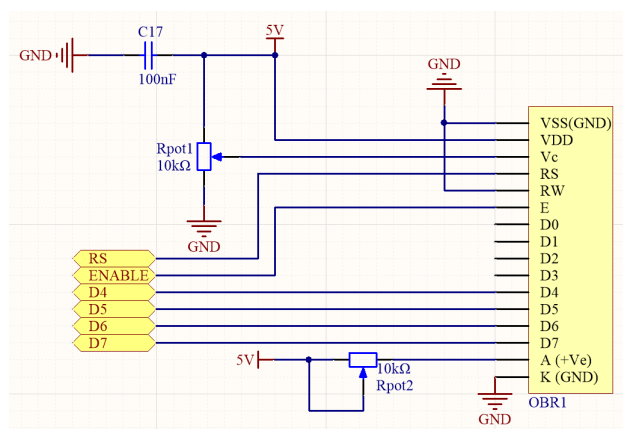 C17
5V
GND
100nF
GND
VSS(GND)
VDD
Rpot1
Vc
10kΩ
RS
RW
E
GND
D0
D1
RS
D2
ENABLE
D3
D4
D4
D5
D5
D6
D6
D7
D7
5V
A (+Ve)
10kΩ
K (GND)
Rpot2
OBR1
GND